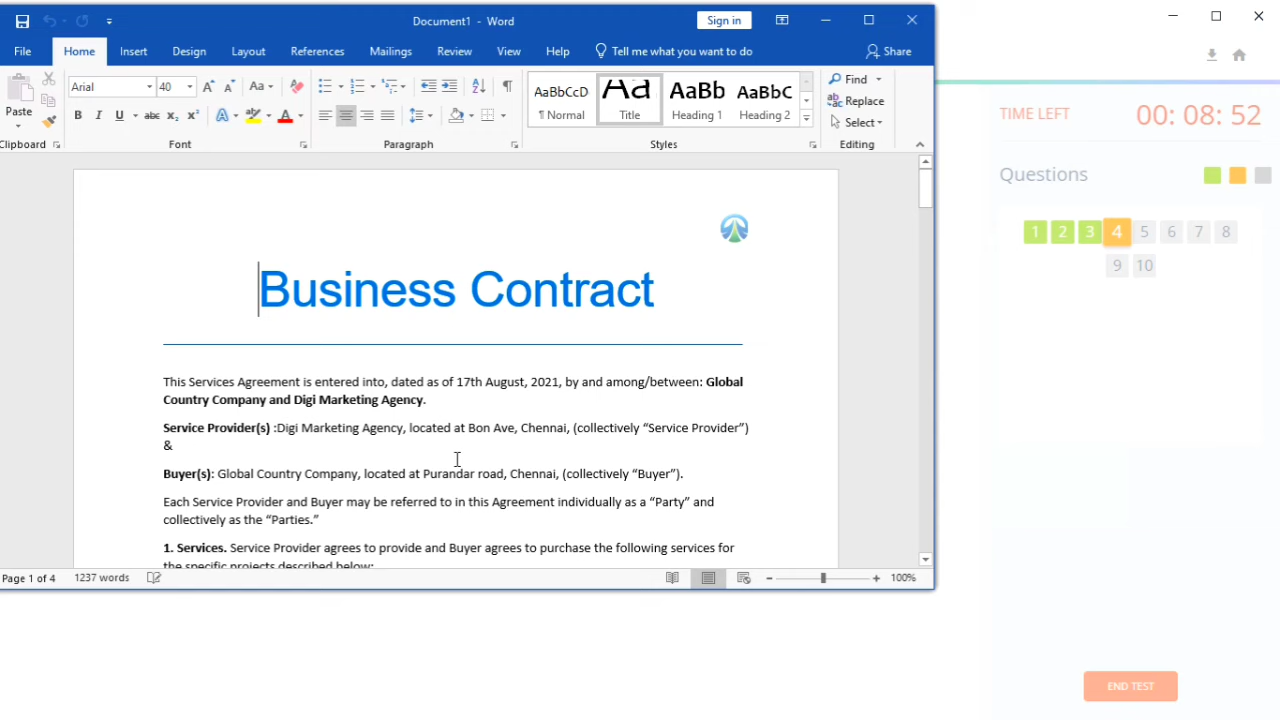 Document1 - Word
Sign in
File Home Insert Design Layout References Mailings Review View Help Tell me what you want to do Share
Paste
Arial 40
Find
Replace
Select
AaBbCcD Aa AaBb AaBbC
¶ Normal Title Heading 1 Heading 2
Clipboard Font Paragraph Styles Editing
Business Contract
This Services Agreement is entered into, dated as of 17th August, 2021, by and among/between: Global
Country Company and Digi Marketing Agency.
Service Provider(s) :Digi Marketing Agency, located at Bon Ave, Chennai, (collectively “Service Provider”)
&
Buyer(s): Global Country Company, located at Purandar road, Chennai, (collectively “Buyer”).
Each Service Provider and Buyer may be referred to in this Agreement individually as a “Party” and
collectively as the “Parties.”
1. Services. Service Provider agrees to provide and Buyer agrees to purchase the following services for
the specific projects described below:
Page 1 of 4 1237 words 100%
TIME LEFT 00: 08: 52
Questions
1 2 3 4 5 6 7 8
9 10
END TEST